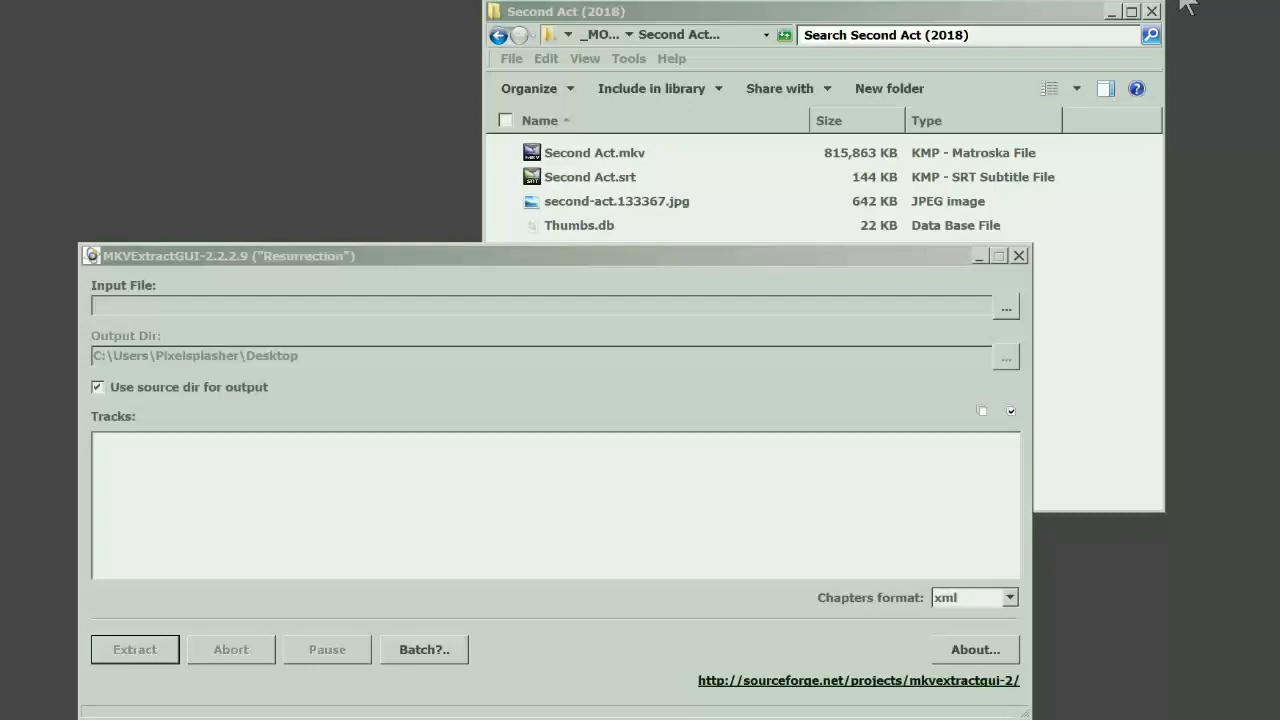 Second Act (2018)
_MO... Second Act... Search Second Act (2018)
File Edit View Tools Help
Organize Include in library Share with New folder
Name Size Type
Second Act.mkv 815,863 KB KMP - Matroska File
Second Act.srt 144 KB KMP - SRT Subtitle File
second-act.133367.jpg 642 KB JPEG image
Thumbs.db 22 KB Data Base File
MKVExtractGUI-2.2.2.9 ("Resurrection")
Input File:
...
Output Dir:
C:\Users\Pixelsplasher\Desktop ...
Use source dir for output
Tracks:
Chapters format: xml
Extract Abort Pause Batch?.. About...
http://sourceforge.net/projects/mkvextractgui-2/